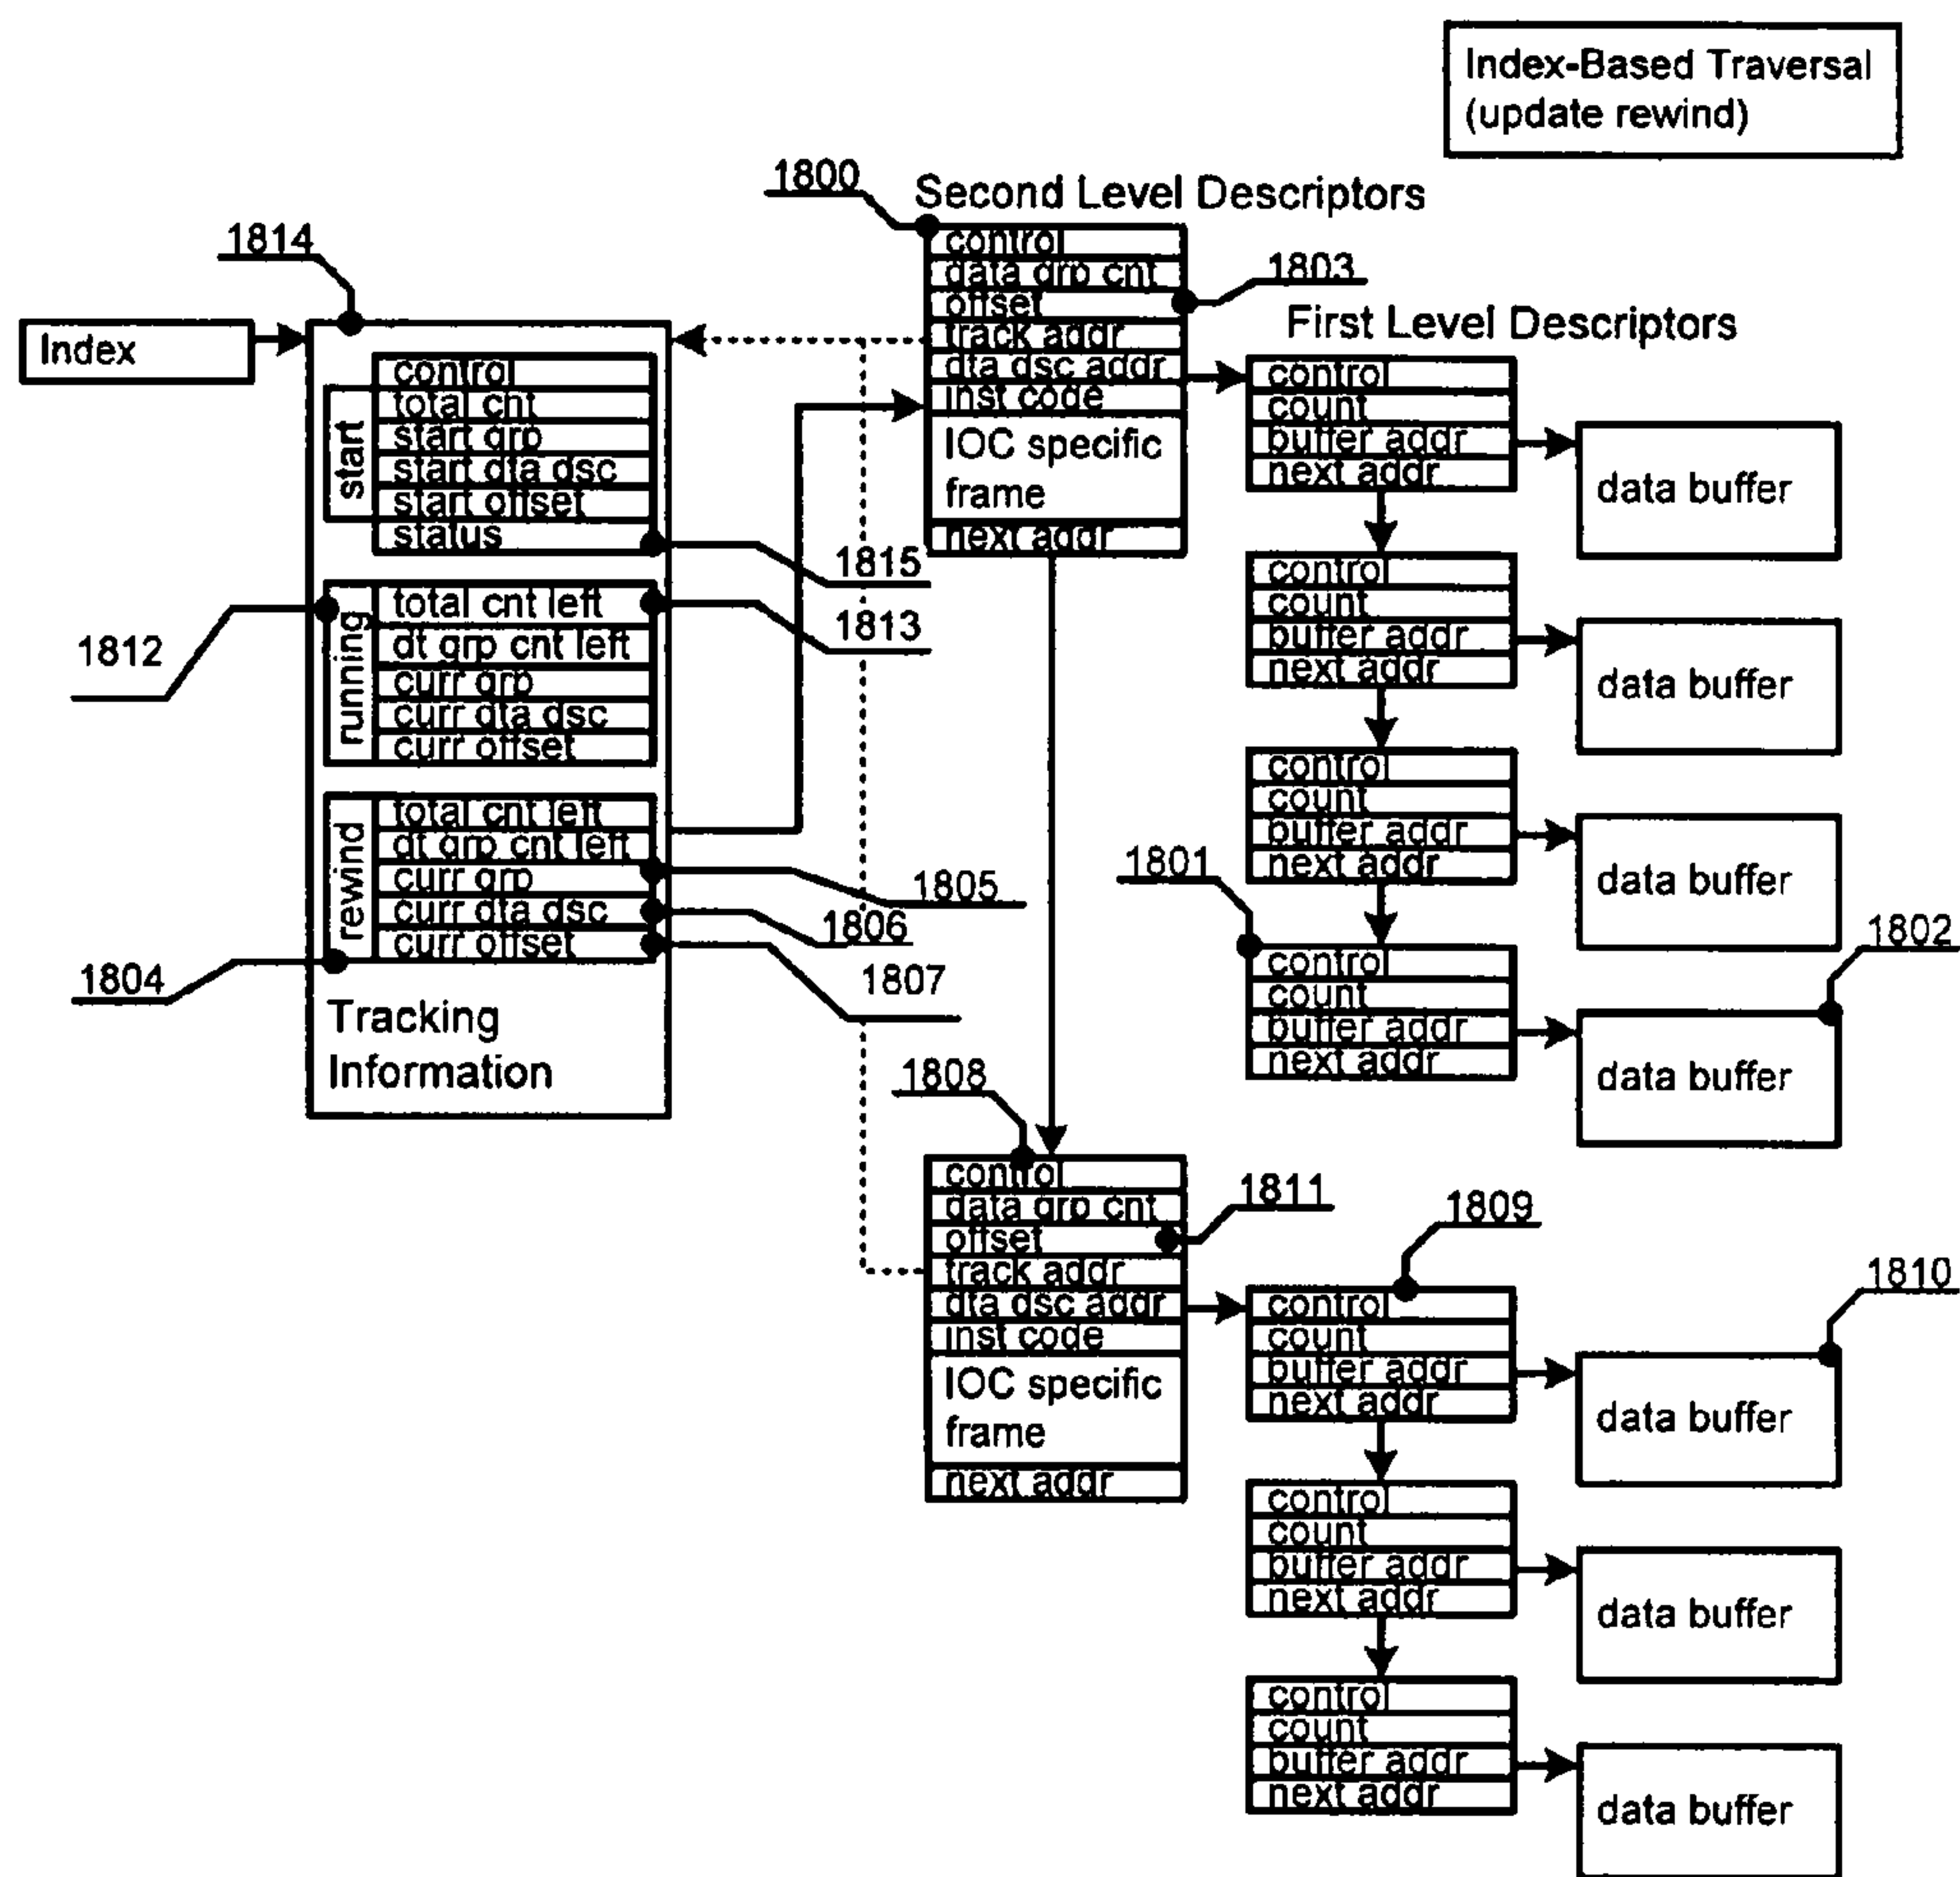 Index-Based Traversal
(update rewind)
1800
Second Level Descriptors
1814
control
data grp cnt
1803
offset
First Level Descriptors
Index
track addr
control
dta dsc addr
control
total cnt
inst code
count
start
start grp
IOC specific
buffer addr
start dta dsc
frame
next addr
data buffer
start offset
status
next addr
1815
control
total cnt left
1813
count
1812
running
dt grp cnt left
buffer addr
curr grp
next addr
data buffer
curr dta dsc
curr offset
control
total cnt left
count
rewind
dt grp cnt left
buffer addr
curr grp
1805
1801
next addr
data buffer
curr dta dsc
1806
curr offset
1802
1804
1807
control
count
Tracking
buffer addr
Information
next addr
data buffer
1808
control
data grp cnt
1811
1809
offset
track addr
1810
dta dsc addr
control
inst code
count
IOC specific
buffer addr
frame
next addr
data buffer
next addr
control
count
buffer addr
next addr
data buffer
control
count
buffer addr
next addr
data buffer